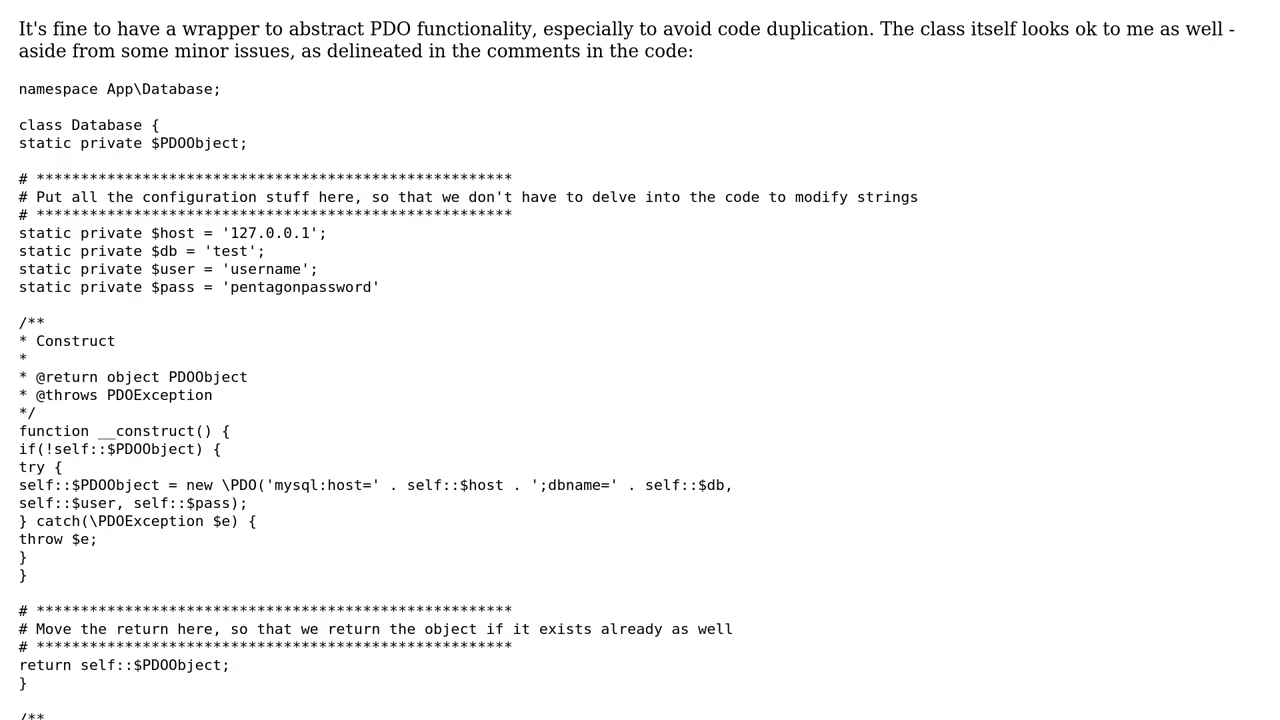 It's fine to have a wrapper to abstract PDO functionality, especially to avoid code duplication. The class itself looks ok to me as well -
aside from some minor issues, as delineated in the comments in the code:
namespace App\Database;
class Database {
static private $PDOObject;
# ******************************************************
# Put all the configuration stuff here, so that we don't have to delve into the code to modify strings
# ******************************************************
static private $host = '127.0.0.1';
static private $db = 'test';
static private $user = 'username';
static private $pass = 'pentagonpassword'
/**
* Construct
*
* @return object PDOObject
* @throws PDOException
*/
function __construct() {
if(!self::$PDOObject) {
try {
self::$PDOObject = new \PDO('mysql:host=' . self::$host . ';dbname=' . self::$db,
self::$user, self::$pass);
} catch(\PDOException $e) {
throw $e;
}
}
# ******************************************************
# Move the return here, so that we return the object if it exists already as well
# ******************************************************
return self::$PDOObject;
}
/**